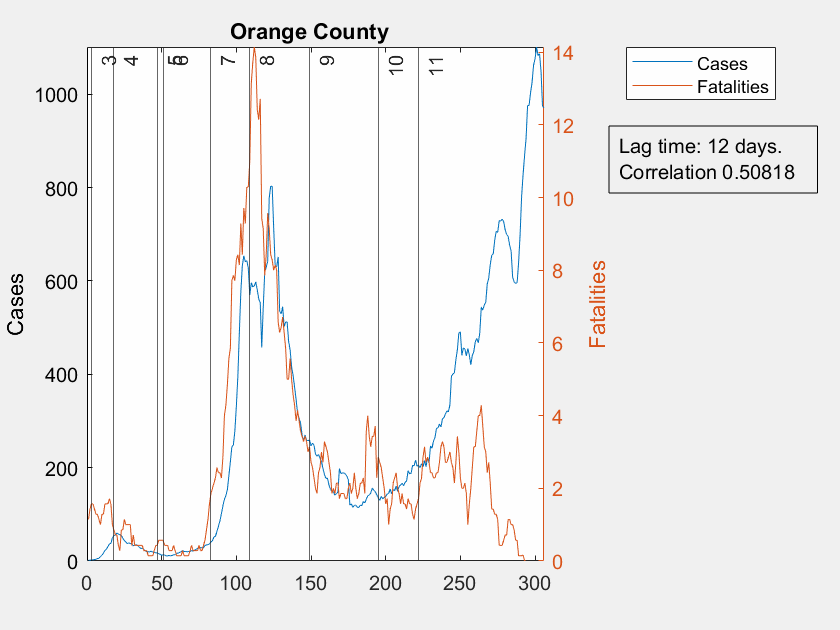 Orange County
3 4 5 6 7 8 9 10 11
Cases
Fatalities
Lag time: 12 days.
Correlation 0.50818
Cases
1000
800
600
400
200
0
14
12
10
8
6
4
2
0
Fatalities
0 50 100 150 200 250 300